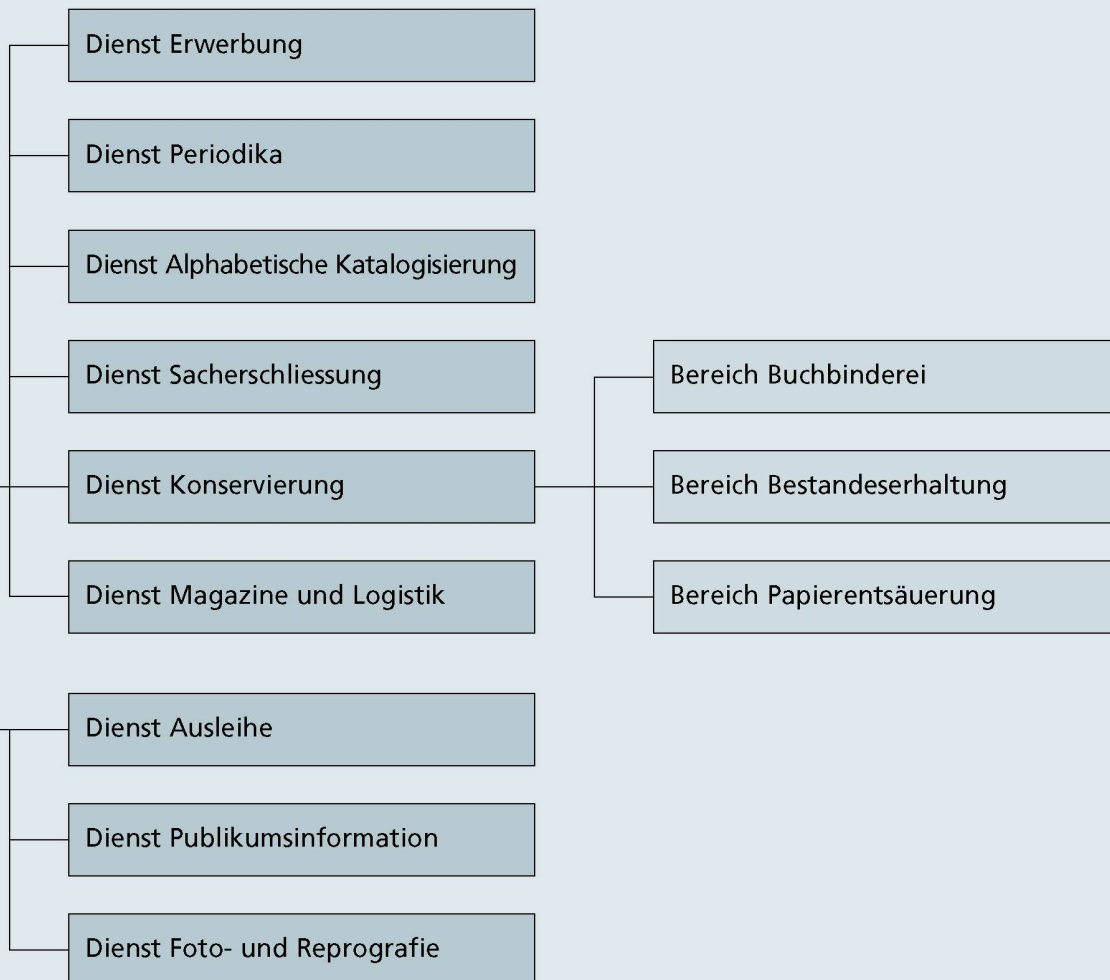 Dienst Erwerbung
Dienst Periodika
Dienst Alphabetische Katalogisierung
Dienst Sacherschliessung
Dienst Konservierung
Dienst Magazine und Logistik
Bereich Buchbinderei
Bereich Bestandeserhaltung
Bereich Papierentsäuerung
Dienst Ausleihe
Dienst Publikumsinformation
Dienst Foto- und Reprografie